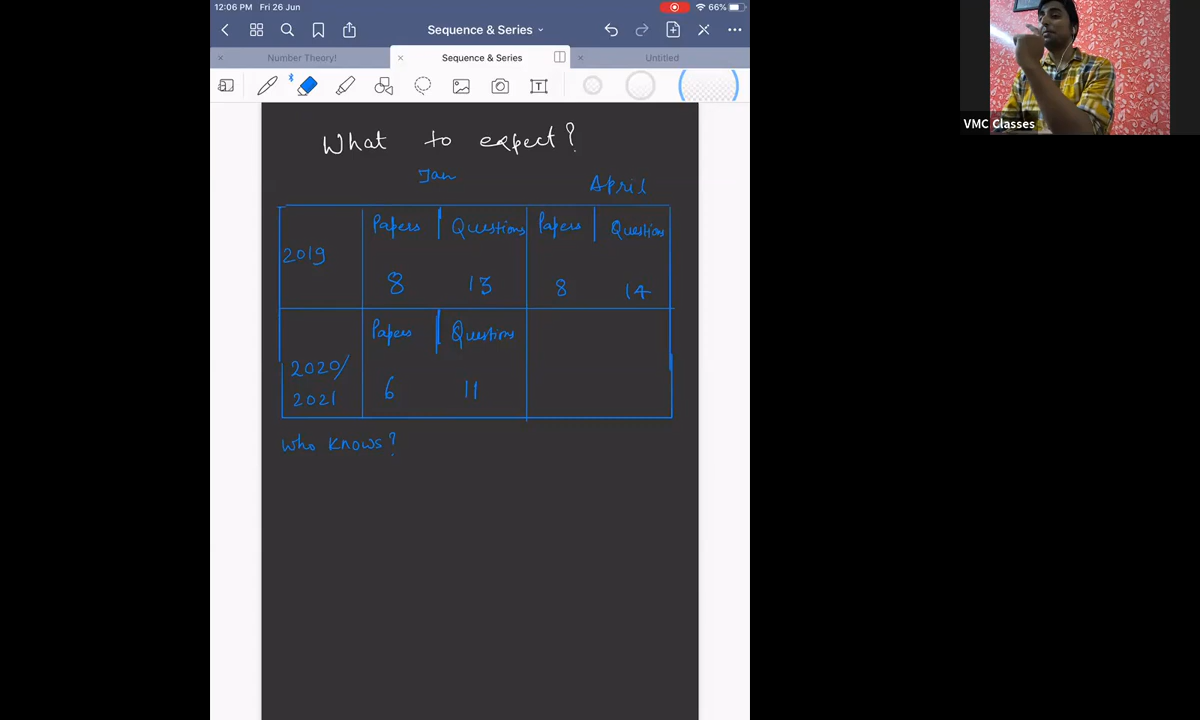 12:06 PM Fri 26 Jun
66%
Sequence & Series
Number Theory!
Sequence & Series
Untitled
What to expect?
Jan
April
Papers Questions Papers Questions
2019
8 13 8 14
Papers Questions
2020/
2021
6 11
Who knows?
VMC Classes